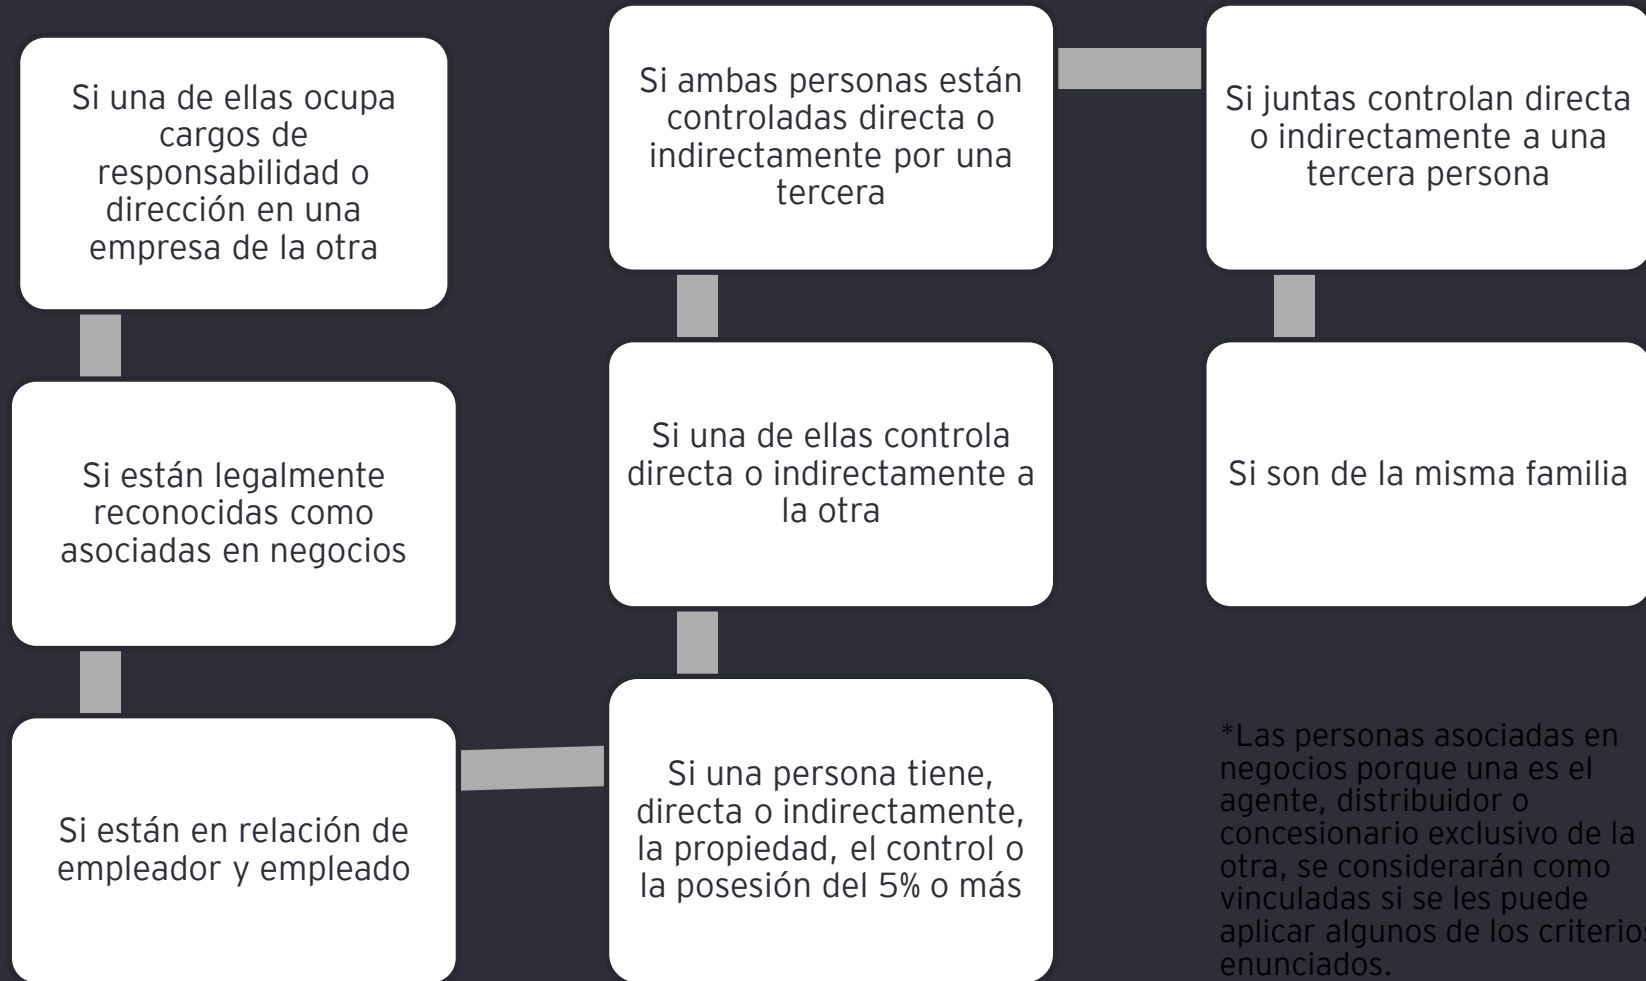 Si una de ellas ocupa
cargos de
responsabilidad o
dirección en una
empresa de la otra
Si están legalmente
reconocidas como
asociadas en negocios
Si están en relación de
empleador y empleado
Si una persona tiene,
directa o indirectamente,
la propiedad, el control o
la posesión del 5% o más
Si una de ellas controla
directa o indirectamente a
la otra
Si ambas personas están
controladas directa o
indirectamente por una
tercera
Si juntas controlan directa
o indirectamente a una
tercera persona
Si son de la misma familia
*Las personas asociadas en
negocios porque una es el
agente, distribuidor o
concesionario exclusivo de la
otra, se considerarán como
vinculadas si se les puede
aplicar algunos de los criterios
enunciados.